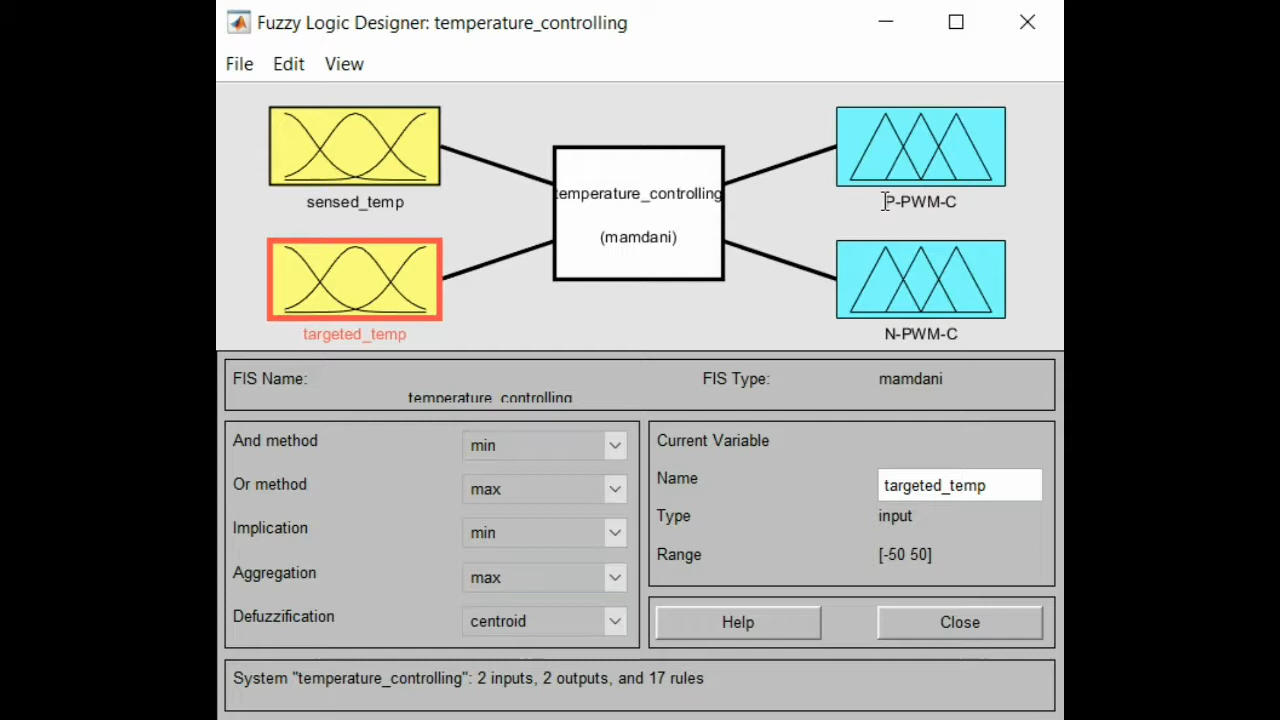 Fuzzy Logic Designer: temperature_controlling
File Edit View
sensed_temp
temperature_controlling
(mamdani)
P-PWM-C
targeted_temp
N-PWM-C
FIS Name:
temperature_controlling
FIS Type: mamdani
And method min
Or method max
Implication min
Aggregation max
Defuzzification centroid
Current Variable
Name targeted_temp
Type input
Range [-50 50]
Help Close
System "temperature_controlling": 2 inputs, 2 outputs, and 17 rules